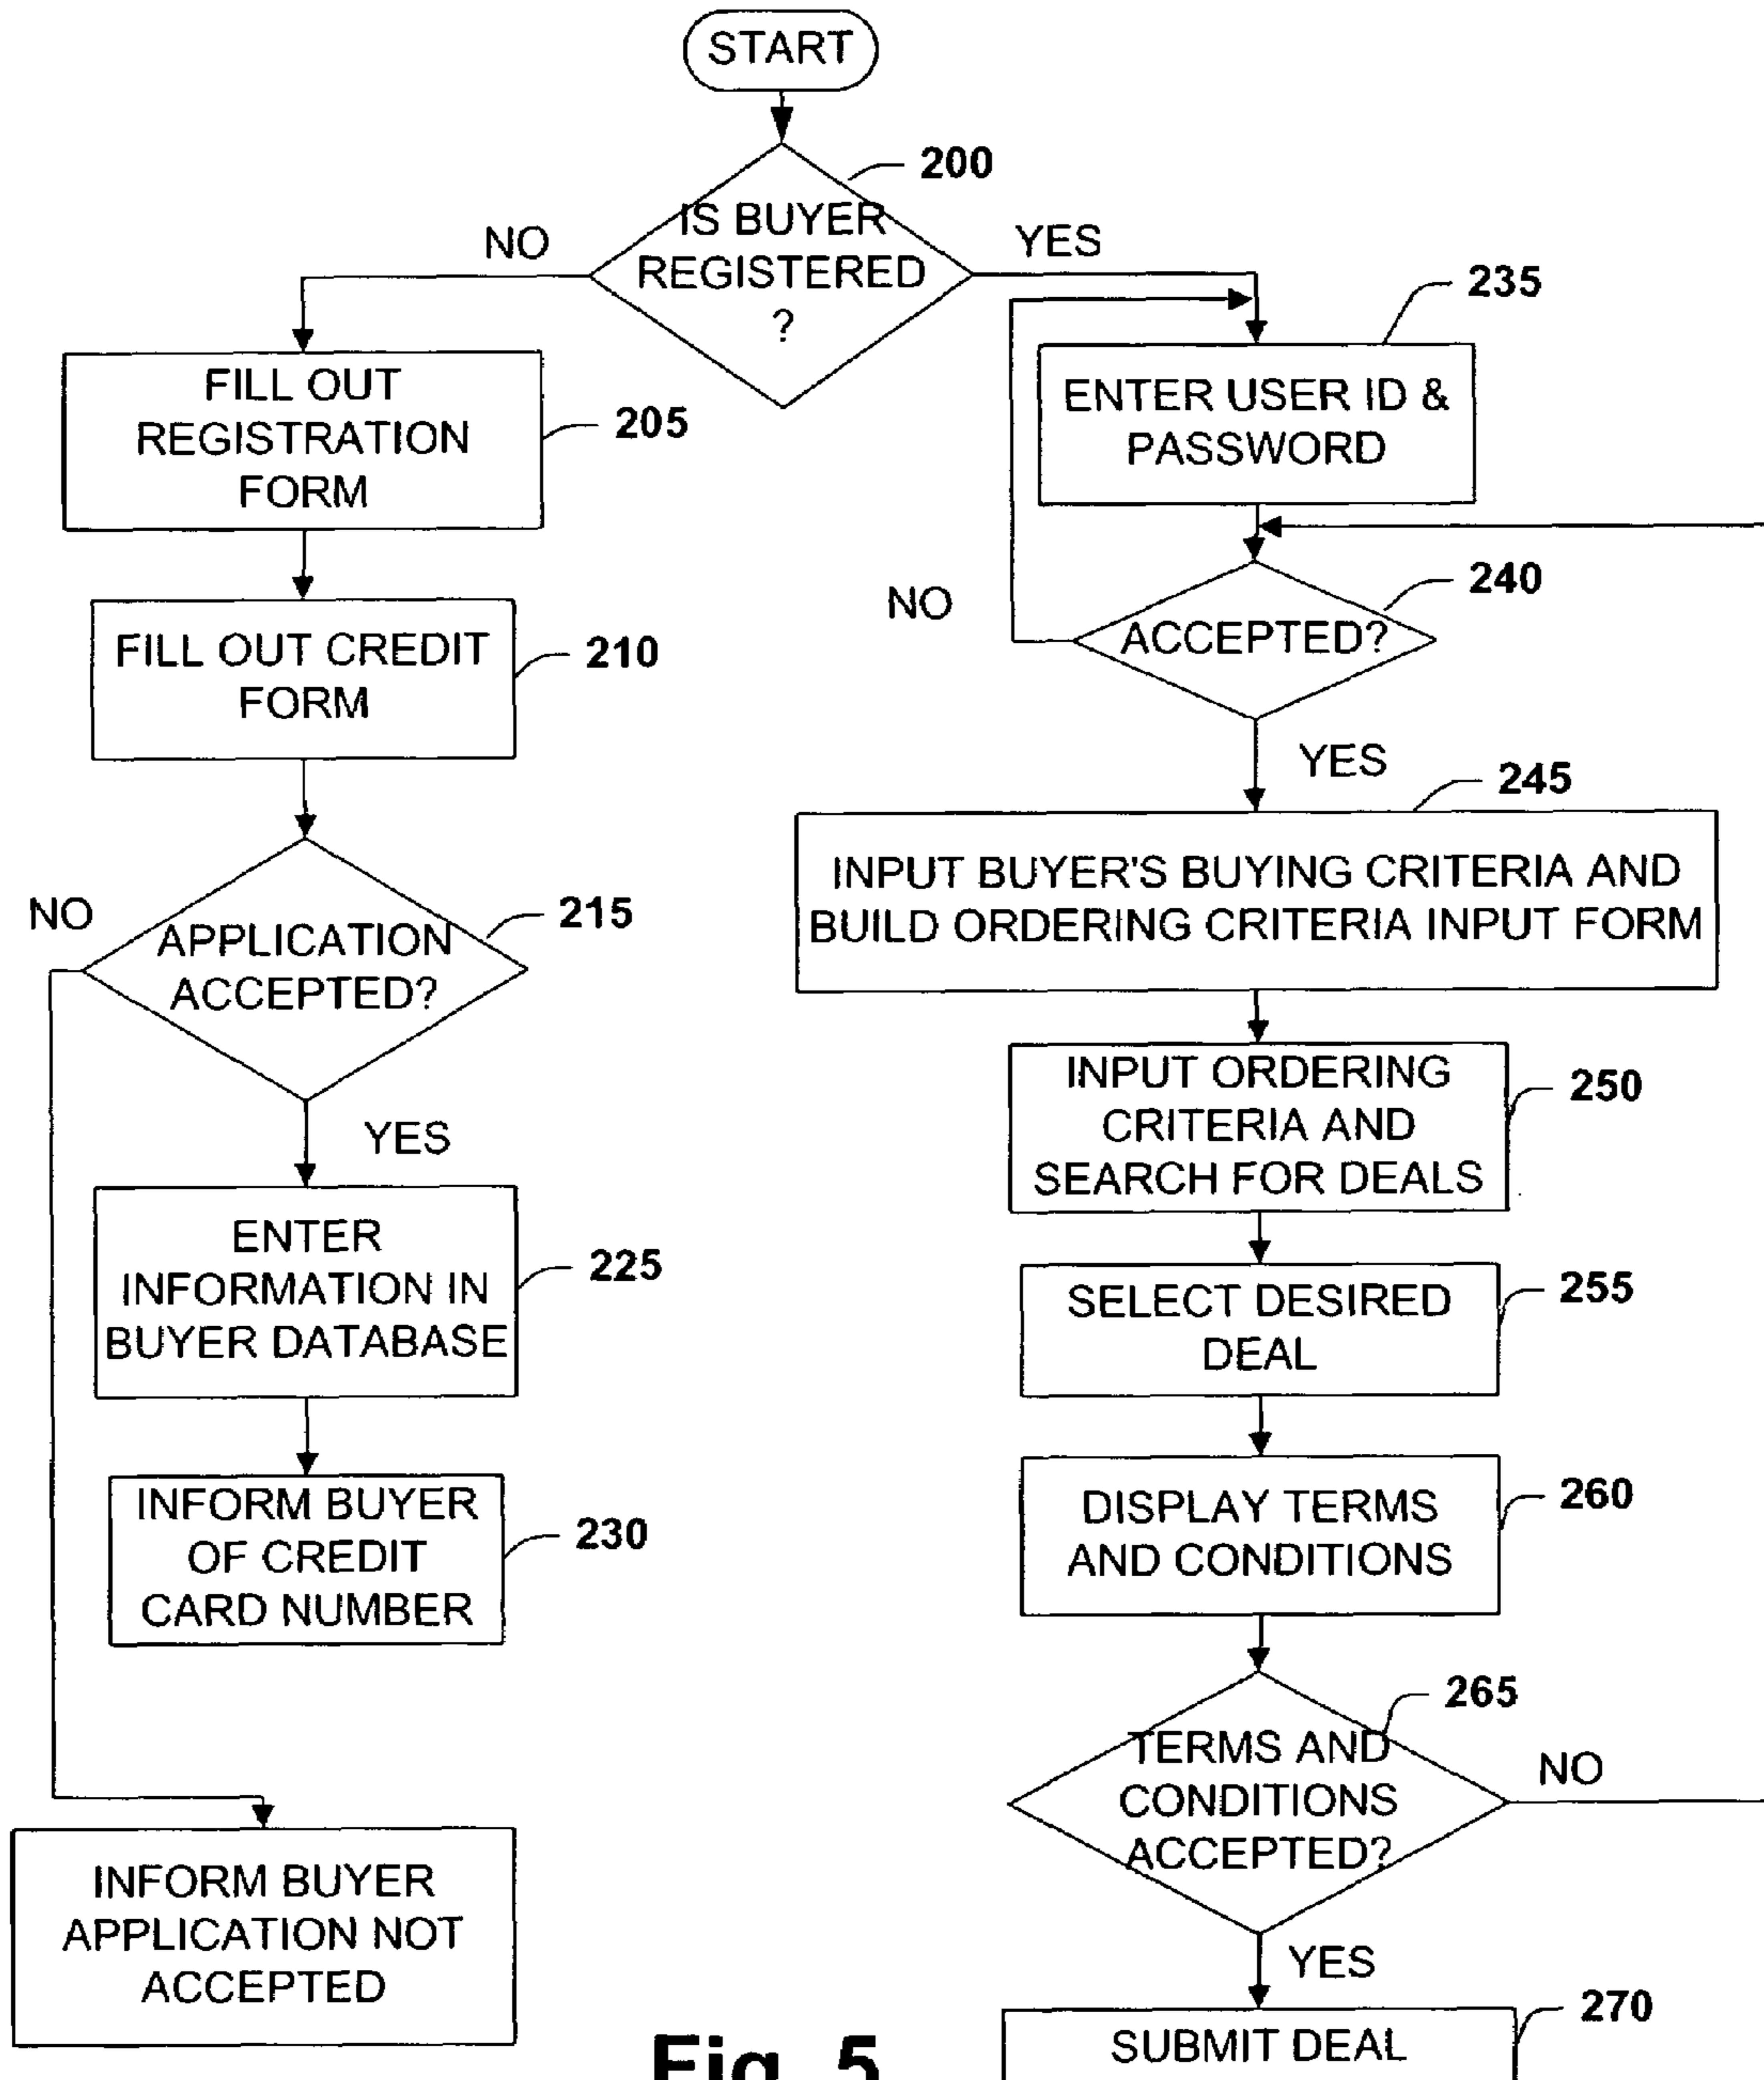 START
200
IS BUYER
REGISTERED
?
NO
YES
FILL OUT
REGISTRATION
FORM
205
FILL OUT CREDIT
FORM
210
NO
APPLICATION
ACCEPTED?
215
YES
ENTER
INFORMATION IN
BUYER DATABASE
225
INFORM BUYER
OF CREDIT
CARD NUMBER
230
INFORM BUYER
APPLICATION NOT
ACCEPTED
235
ENTER USER ID &
PASSWORD
240
NO
ACCEPTED?
YES
245
INPUT BUYER'S BUYING CRITERIA AND
BUILD ORDERING CRITERIA INPUT FORM
INPUT ORDERING
CRITERIA AND
SEARCH FOR DEALS
250
SELECT DESIRED
DEAL
255
DISPLAY TERMS
AND CONDITIONS
260
265
TERMS AND
CONDITIONS
ACCEPTED?
NO
YES
270
SUBMIT DEAL
Fig. 5